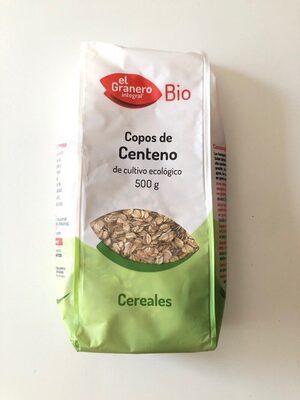 el
Granero
integral
Bio
Copos de
Centeno
de cultivo ecológico
500 g
Cereales